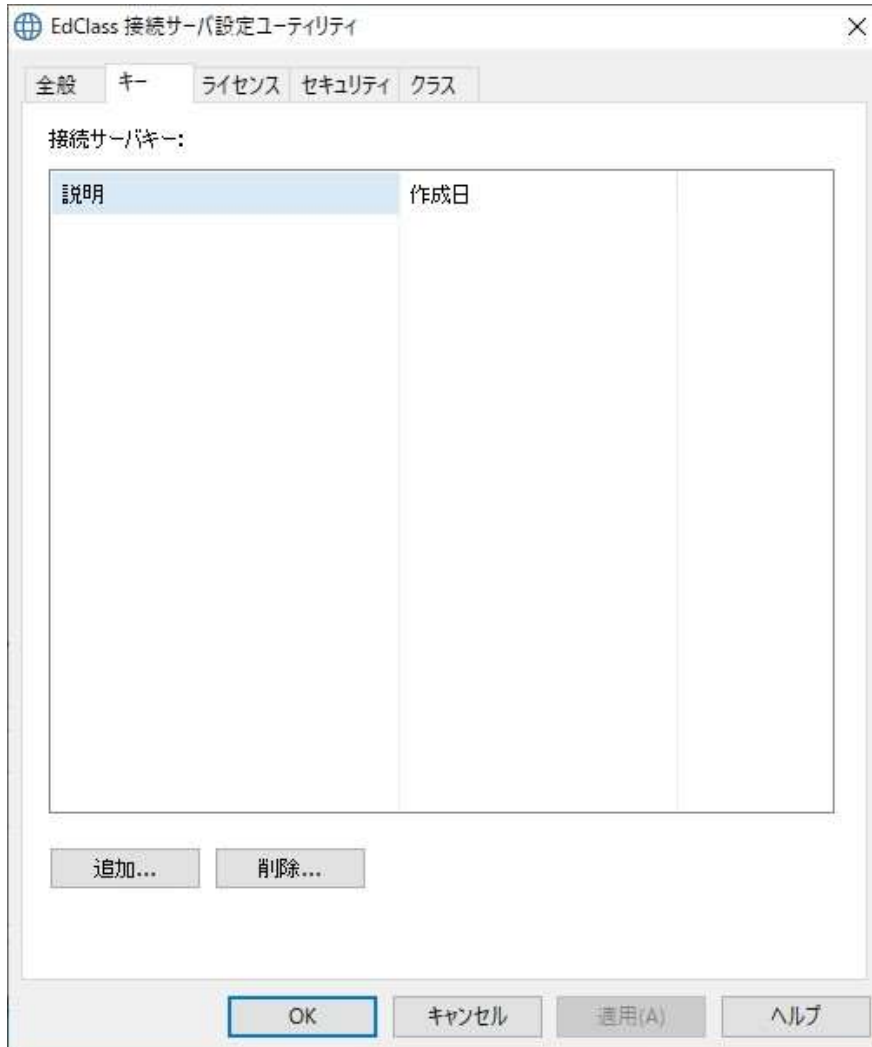 EdClass 接続サーバ設定ユーティリティ
全般 キー ライセンス セキュリティ クラス
接続サーバキー:
説明 作成日
追加... 削除...
OK キャンセル 適用(A) ヘルプ